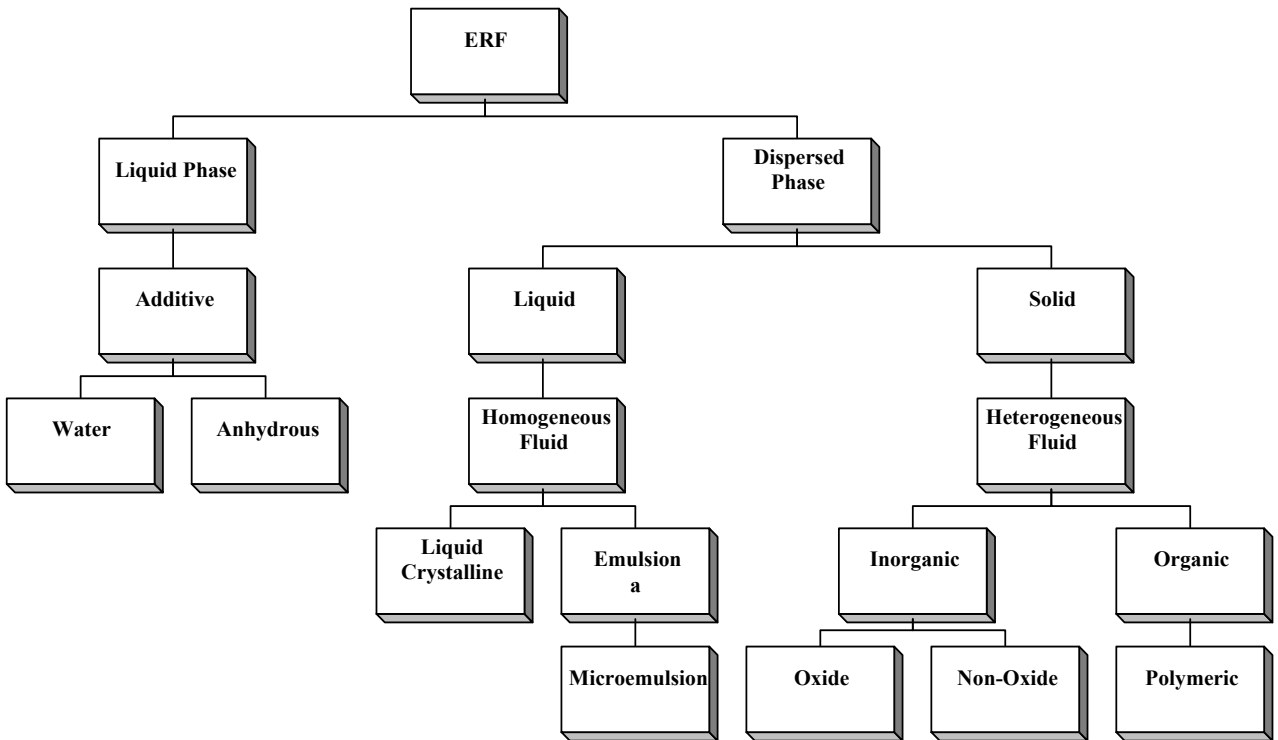 ERF
Liquid Phase
Dispersed
Phase
Additive
Liquid
Solid
Water
Anhydrous
Homogeneous
Fluid
Heterogeneous
Fluid
Liquid
Crystalline
Emulsion
a
Inorganic
Organic
Microemulsion
Oxide
Non-Oxide
Polymeric